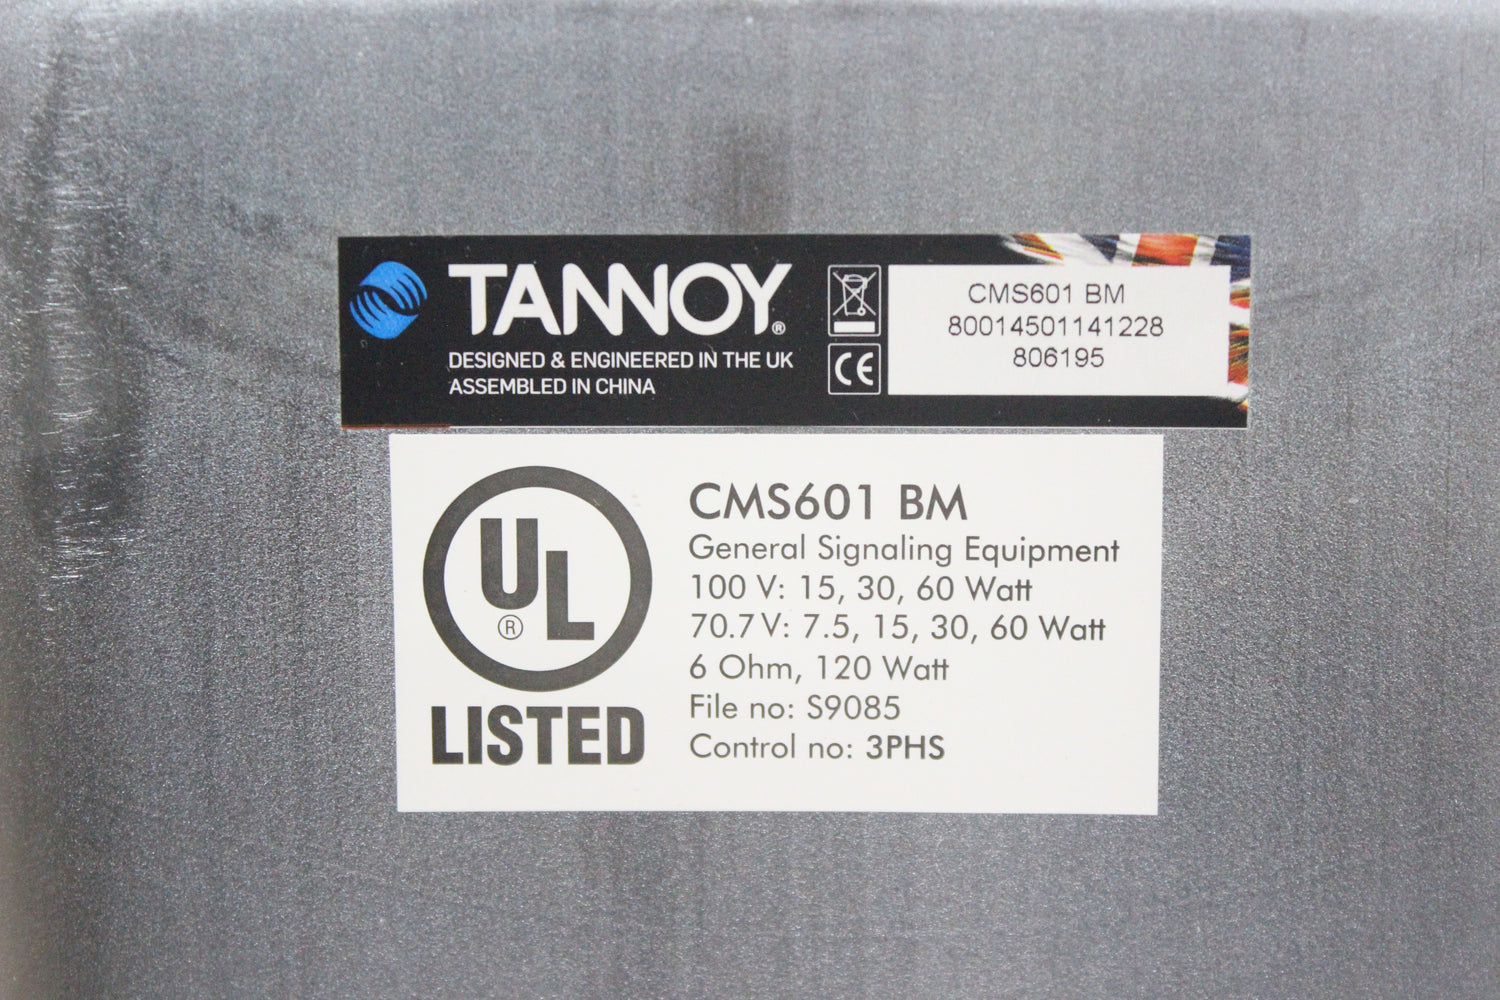 TANNOY®
DESIGNED & ENGINEERED IN THE UK
ASSEMBLED IN CHINA
CE
CMS601 BM
80014501141228
806195
UL
®
LISTED
CMS601 BM
General Signaling Equipment
100 V: 15, 30, 60 Watt
70.7 V: 7.5, 15, 30, 60 Watt
6 Ohm, 120 Watt
File no: S9085
Control no: 3PHS